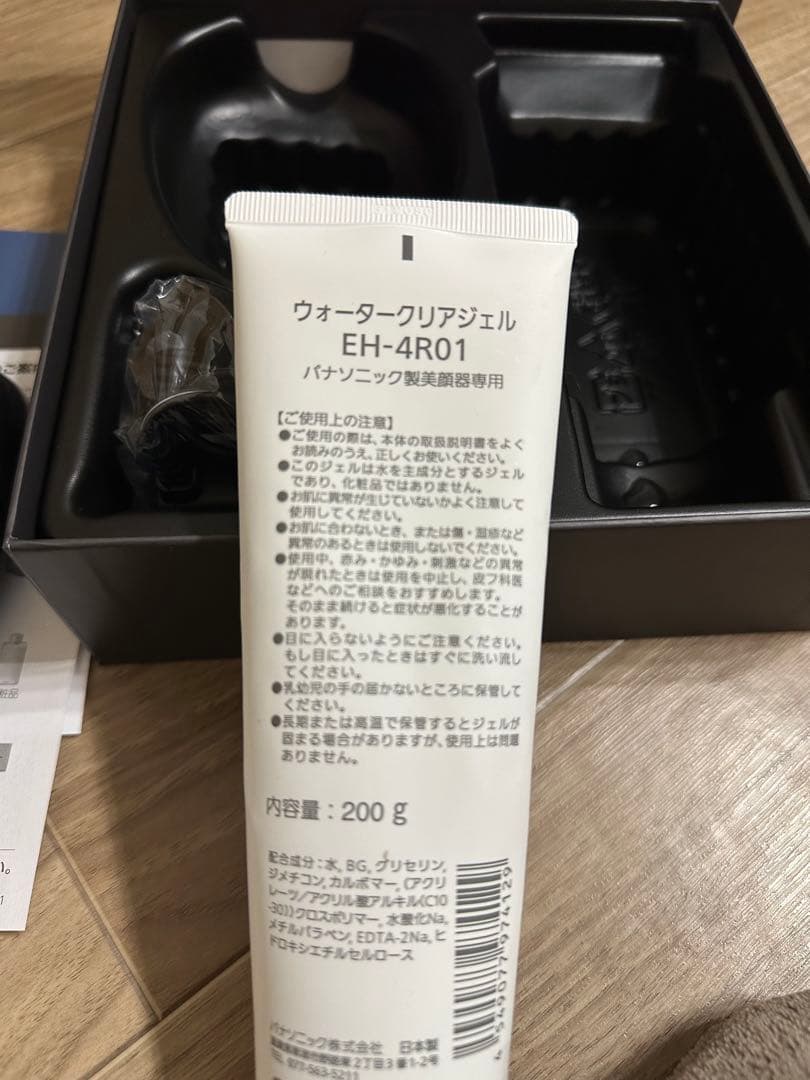 ウォータークリアジェル
EH-4R01
パナソニック製美顔器専用
【ご使用上の注意】
●ご使用の際は、本体の取扱説明書をよく
お読みのうえ、正しくお使いください。
●このジェルは水を主成分とするジェル
であり、化粧品ではありません。
●お肌に異常が生じていないかよく注意して
使用してください。
●お肌に合わないとき、または傷・湿疹など
異常のあるときは使用しないでください。
●使用中、赤み・かゆみ・刺激などの異常
が現れたときは使用を中止し、皮フ科医
などへのご相談をおすすめします。
そのまま続けると症状が悪化することが
あります。
●目に入らないようにご注意ください。
もし目に入ったときはすぐに洗い流し
てください。
●乳幼児の手の届かないところに保管して
ください。
●長期または高温で保管するとジェルが
固まる場合がありますが、使用上は問題
ありません。
内容量：200 g
配合成分：水, BG, グリセリン,
ジメチコン, カルボマー, (アクリ
レーツ/アクリル酸アルキル(C10
-30))クロスポリマー, 水酸化Na,
メチルパラベン, EDTA-2Na, ヒ
ドロキシエチルセルロース
パナソニック株式会社 日本製
2丁目3番1-2号
TEL 077-563-5211
4 549077 974129
粧品